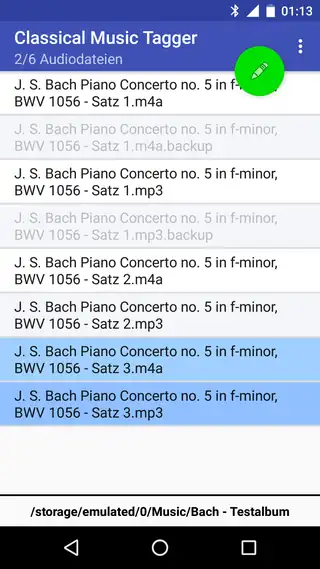 01:13
Classical Music Tagger
2/6 Audiodateien
J. S. Bach Piano Concerto no. 5 in f-minor,
BWV 1056 - Satz 1.m4a
J. S. Bach Piano Concerto no. 5 in f-minor,
BWV 1056 - Satz 1.m4a.backup
J. S. Bach Piano Concerto no. 5 in f-minor,
BWV 1056 - Satz 1.mp3
J. S. Bach Piano Concerto no. 5 in f-minor,
BWV 1056 - Satz 1.mp3.backup
J. S. Bach Piano Concerto no. 5 in f-minor,
BWV 1056 - Satz 2.m4a
J. S. Bach Piano Concerto no. 5 in f-minor,
BWV 1056 - Satz 2.mp3
J. S. Bach Piano Concerto no. 5 in f-minor,
BWV 1056 - Satz 3.m4a
J. S. Bach Piano Concerto no. 5 in f-minor,
BWV 1056 - Satz 3.mp3
/storage/emulated/0/Music/Bach - Testalbum